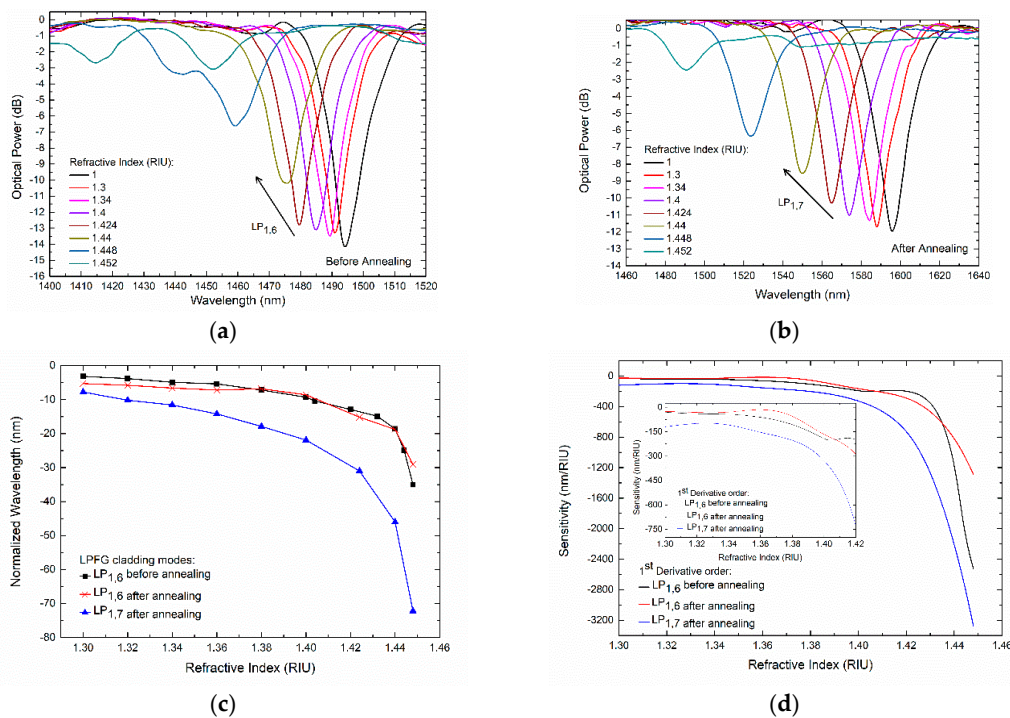 0
-1
-2
-3
-4
-5
-6
-7
-8
-9
-10
-11
-12
-13
-14
-15
-16
Optical Power (dB)
Refractive Index (RIU):
1
1.3
1.34
1.4
1.424
1.44
1.448
1.452
LP1,6
Before Annealing
1400 1410 1420 1430 1440 1450 1460 1470 1480 1490 1500 1510 1520
Wavelength (nm)
(a)
0
-1
-2
-3
-4
-5
-6
-7
-8
-9
-10
-11
-12
-13
-14
Optical Power (dB)
Refractive Index (RIU):
1
1.3
1.34
1.4
1.424
1.44
1.448
1.452
LP1,7
After Annealing
1460 1480 1500 1520 1540 1560 1580 1600 1620 1640
Wavelength (nm)
(b)
0
-10
-20
-30
-40
-50
-60
-70
-80
Normalized Wavelength (nm)
LPFG cladding modes:
LP1,6 before annealing
LP1,6 after annealing
LP1,7 after annealing
1.30 1.32 1.34 1.36 1.38 1.40 1.42 1.44 1.46
Refractive Index (RIU)
(c)
0
-400
-800
-1200
-1600
-2000
-2400
-2800
-3200
Sensitivity (nm/RIU)
0
-150
-300
-450
-600
-750
Sensitivity (nm/RIU)
1st Derivative order:
LP1,6 before annealing
LP1,6 after annealing
LP1,7 after annealing
1.30 1.32 1.34 1.36 1.38 1.40 1.42
Refractive Index (RIU)
1st Derivative order:
LP1,6 before annealing
LP1,6 after annealing
LP1,7 after annealing
1.30 1.32 1.34 1.36 1.38 1.40 1.42 1.44 1.46
Refractive Index (RIU)
(d)